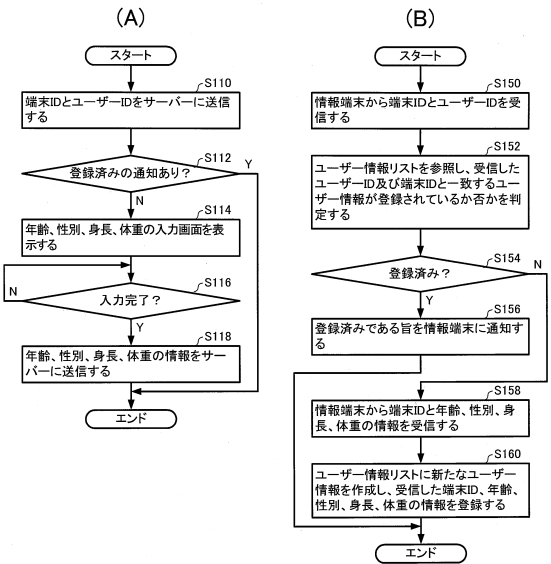 (A)
スタート
S110
端末IDとユーザーIDをサーバーに送信
する
S112
登録済みの通知あり？
Y
N
S114
年齢、性別、身長、体重の入力画面を表
示する
S116
N
入力完了？
Y
S118
年齢、性別、身長、体重の情報をサー
バーに送信する
エンド
(B)
スタート
S150
情報端末から端末IDとユーザーIDを受
信する
S152
ユーザー情報リストを参照し、受信した
ユーザーID及び端末IDと一致するユー
ザー情報が登録されているか否かを判
定する
S154
登録済み？
N
Y
S156
登録済みである旨を情報端末に通知す
る
S158
情報端末から端末IDと年齢、性別、身
長、体重の情報を受信する
S160
ユーザー情報リストに新たなユーザー
情報を作成し、受信した端末ID、年齢、
性別、身長、体重の情報を登録する
エンド